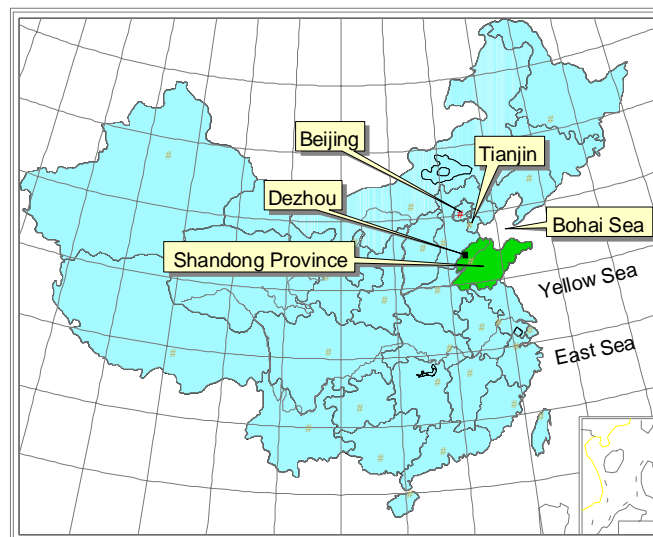 Beijing
Tianjin
Dezhou
Bohai Sea
Shandong Province
Yellow Sea
East Sea